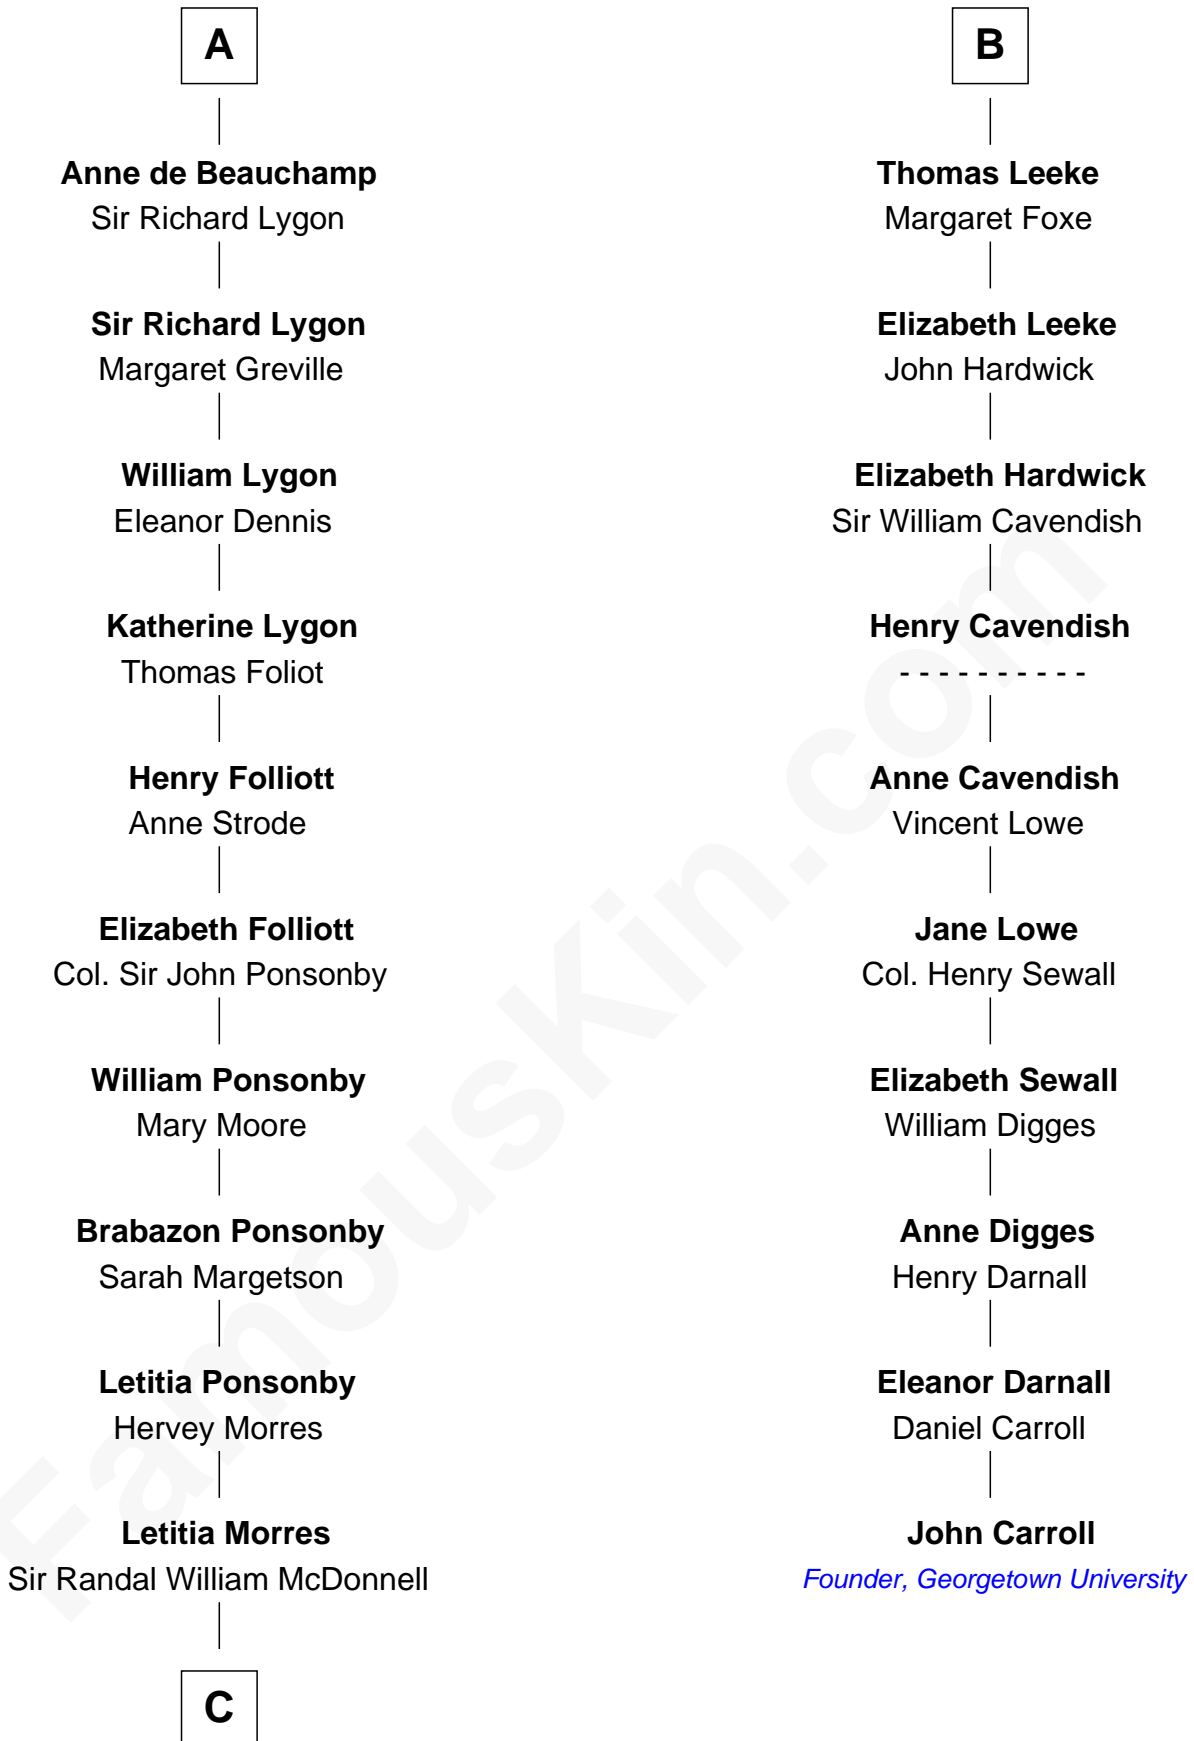 A
Anne de Beauchamp
Sir Richard Lygon
Sir Richard Lygon
Margaret Greville
William Lygon
Eleanor Dennis
Katherine Lygon
Thomas Foliot
Henry Folliott
Anne Strode
Elizabeth Folliott
Col. Sir John Ponsonby
William Ponsonby
Mary Moore
Brabazon Ponsonby
Sarah Margetson
Letitia Ponsonby
Hervey Morres
Letitia Morres
Sir Randal William McDonnell
C
B
Thomas Leeke
Margaret Foxe
Elizabeth Leeke
John Hardwick
Elizabeth Hardwick
Sir William Cavendish
Henry Cavendish
- - - - - - - - - -
Anne Cavendish
Vincent Lowe
Jane Lowe
Col. Henry Sewall
Elizabeth Sewall
William Digges
Anne Digges
Henry Darnall
Eleanor Darnall
Daniel Carroll
John Carroll
Founder, Georgetown University
FamousKin.com